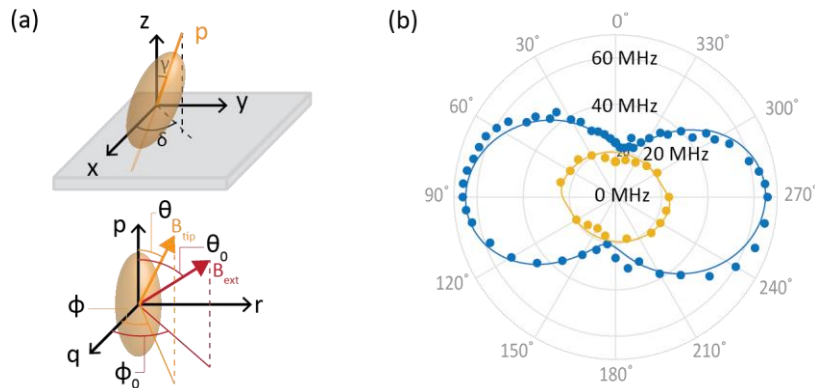 (a)
z
p
γ
y
δ
x
p
θ
B_tip
θ₀
B_ext
ϕ
r
q
ϕ₀
(b)
0°
30°
330°
60 MHz
60°
300°
40 MHz
20 MHz
20
0 MHz
90°
270°
120°
240°
150°
210°
180°